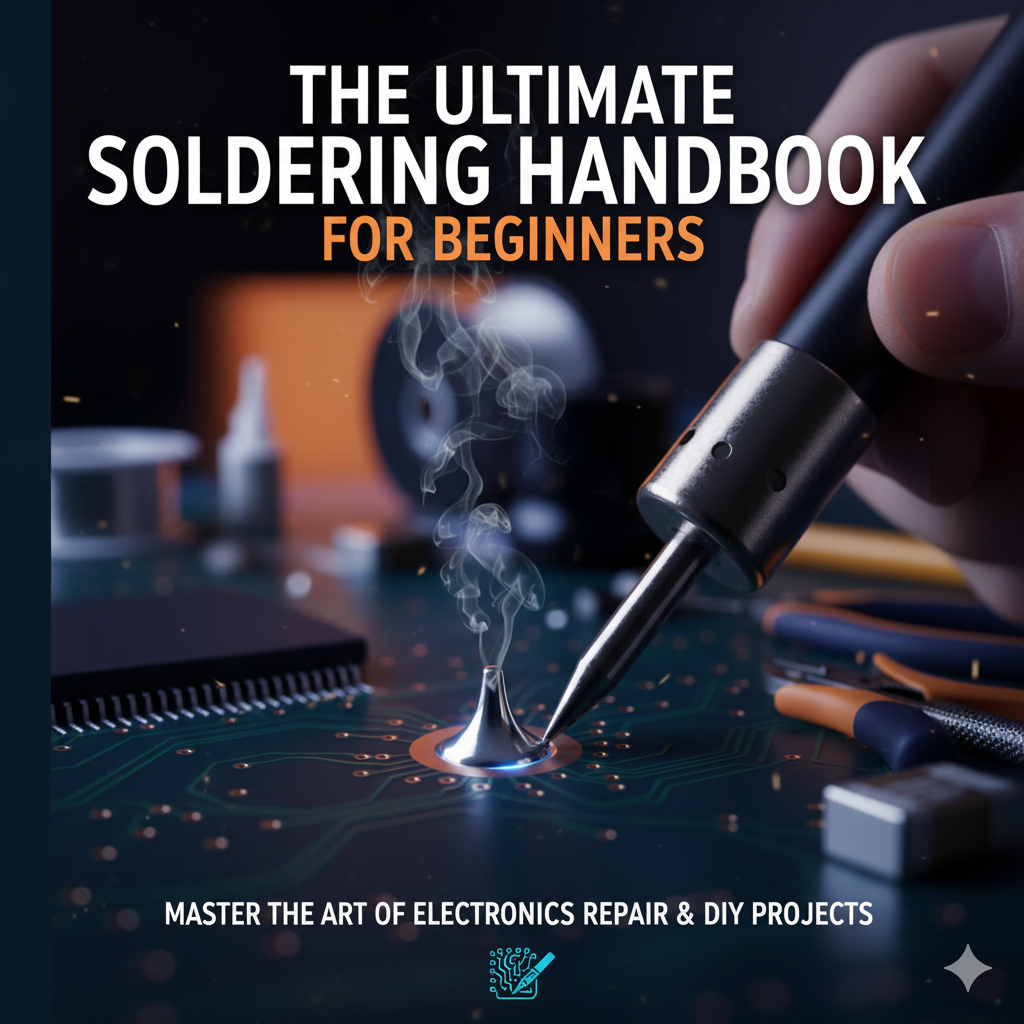 THE ULTIMATE
SOLDERING HANDBOOK
FOR BEGINNERS
MASTER THE ART OF ELECTRONICS REPAIR & DIY PROJECTS